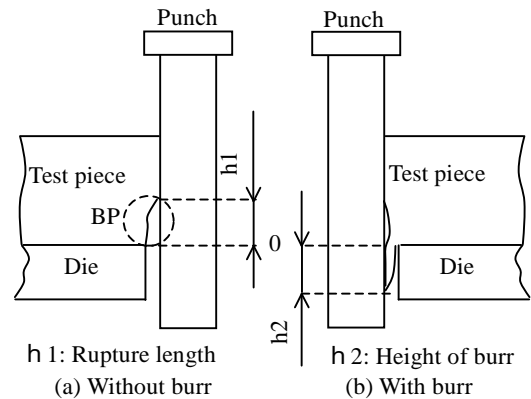 Punch
Punch
Test piece
h1
Test piece
BP
0
Die
Die
h2
h 1: Rupture length
h 2: Height of burr
(a) Without burr
(b) With burr